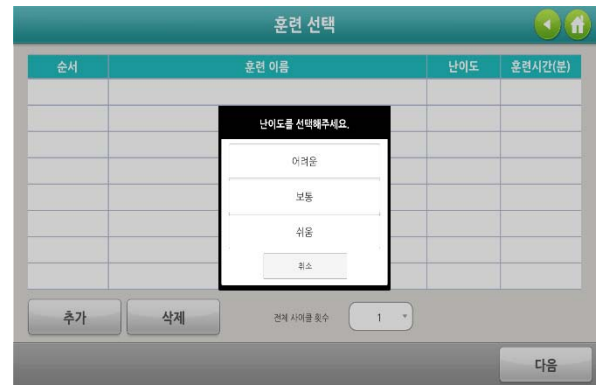 훈련 선택
순서 훈련 이름 난이도 훈련시간(분)
난이도를 선택해주세요.
어려움
보통
쉬움
취소
추가 삭제 전체 사이클 횟수 1
다음